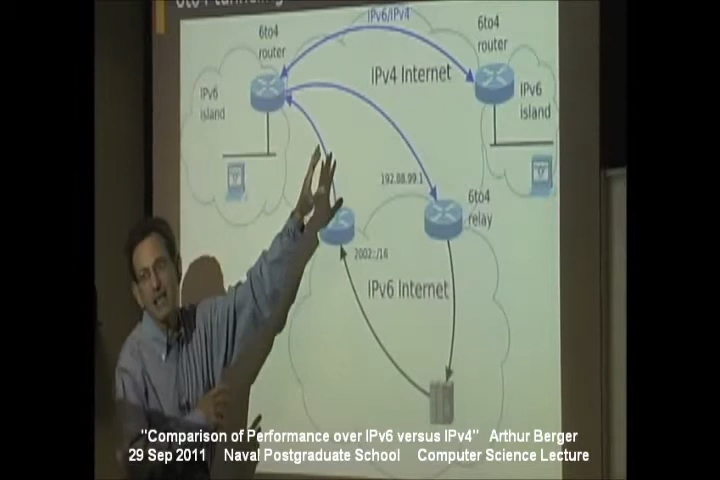 6to4 Tunneling
IPv6/IPv4
6to4
router
6to4
router
IPv4 Internet
IPv6
island
IPv6
island
192.88.99.1
6to4
relay
2002::/16
IPv6 Internet
"Comparison of Performance over IPv6 versus IPv4" Arthur Berger
29 Sep 2011 Naval Postgraduate School Computer Science Lecture